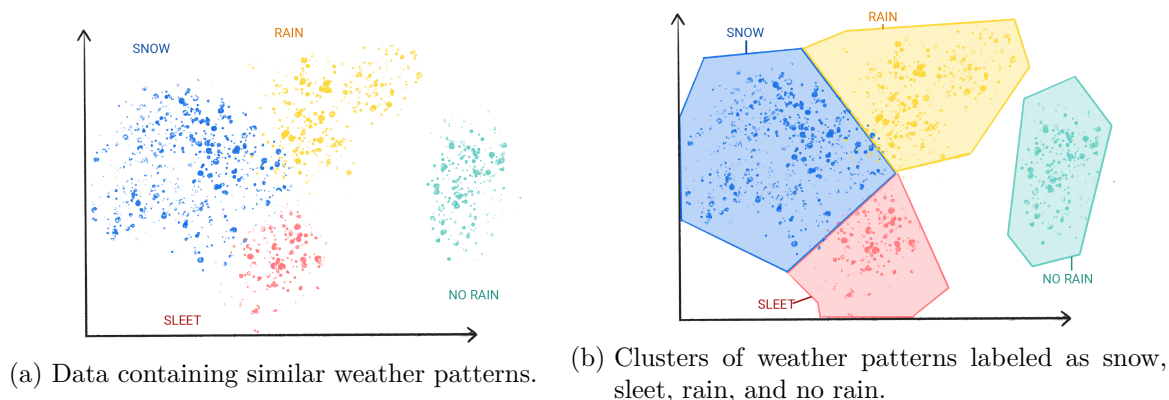 SNOW
RAIN
NO RAIN
SLEET
(a) Data containing similar weather patterns.
RAIN
SNOW
NO RAIN
SLEET
(b) Clusters of weather patterns labeled as snow,
sleet, rain, and no rain.